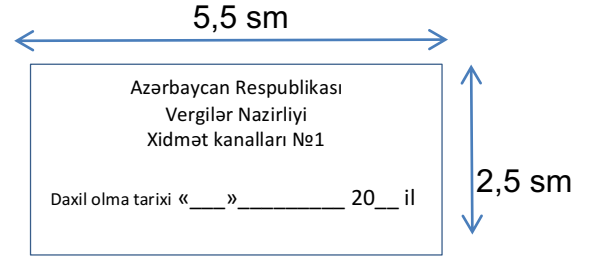 5,5 sm
Azərbaycan Respublikası
Vergilər Nazirliyi
Xidmət kanalları №1
Daxil olma tarixi «___»_________ 20__ il
2,5 sm